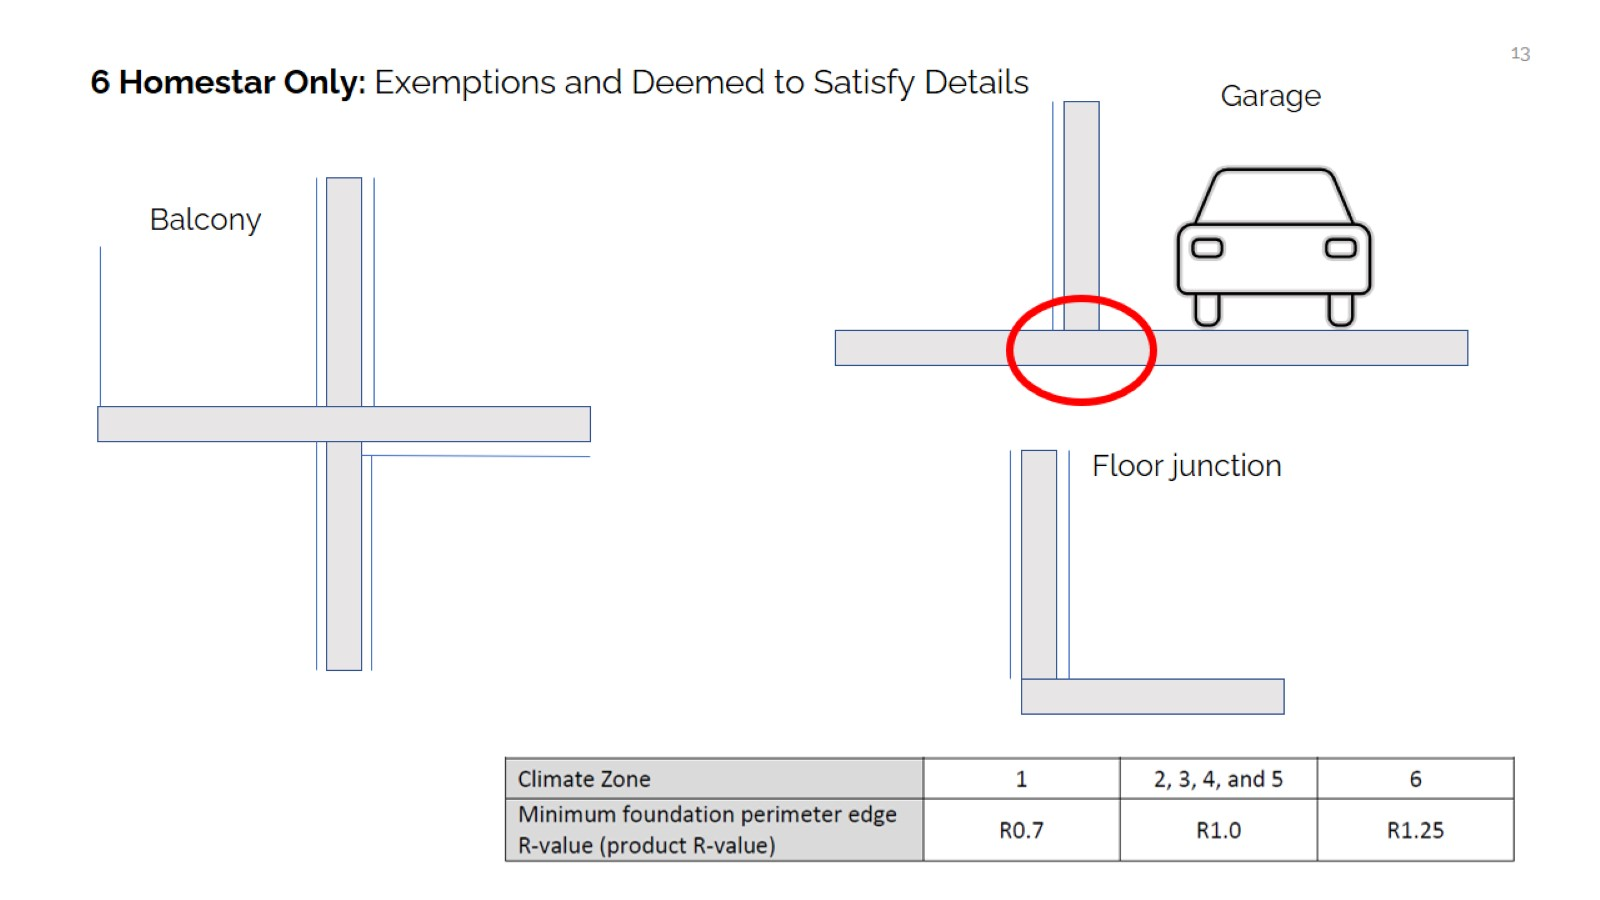 13
6 Homestar Only: Exemptions and Deemed to Satisfy Details
Garage
Balcony
Floor junction
Climate Zone 1 2, 3, 4, and 5 6
Minimum foundation perimeter edge
R-value (product R-value) R0.7 R1.0 R1.25